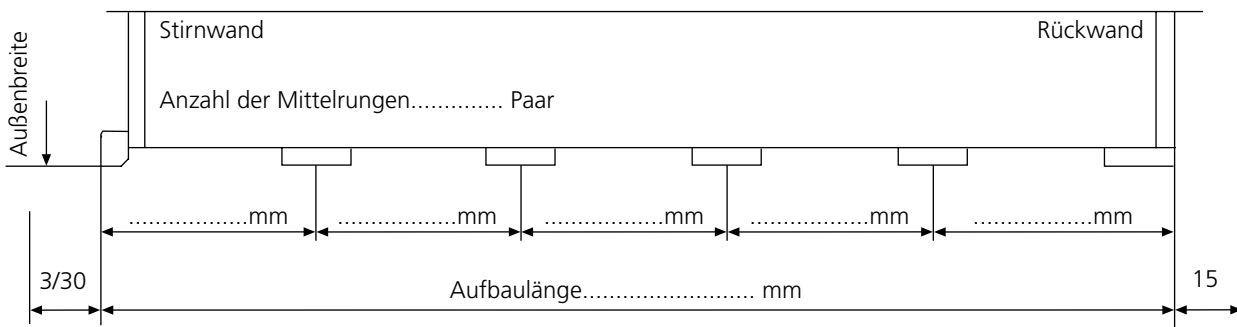 Stirnwand Rückwand
Außenbreite
Anzahl der Mittelrungen.............. Paar
.................mm .................mm .................mm .................mm .................mm
3/30 Aufbaulänge......................... mm 15